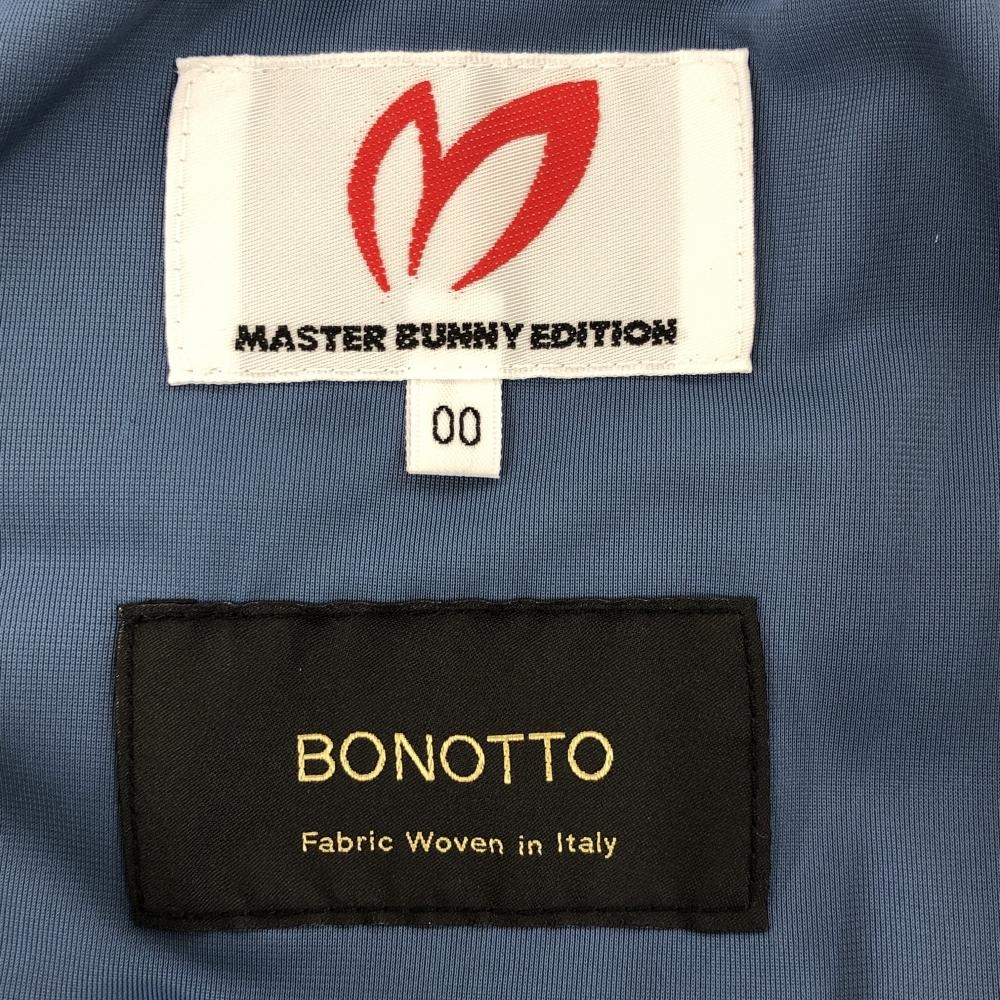 MASTER BUNNY EDITION
00
BONOTTO
Fabric Woven in Italy